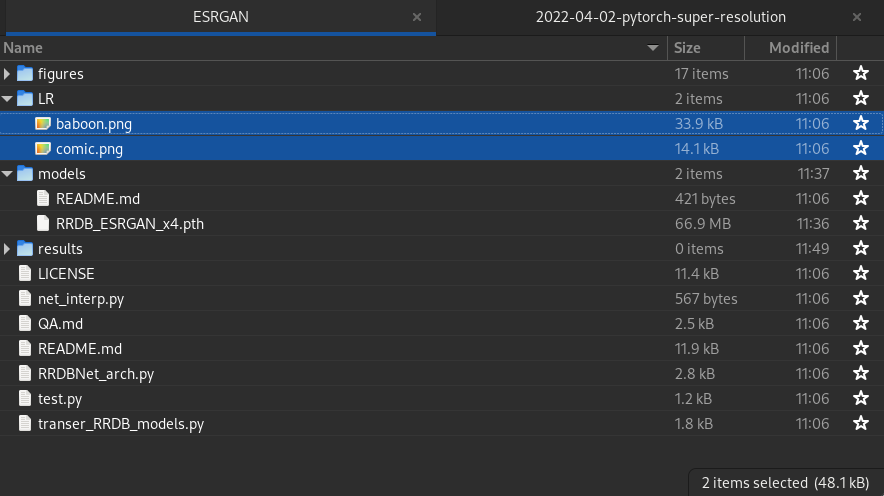 ESRGAN × 2022-04-02-pytorch-super-resolution ×
Name Size Modified
figures 17 items 11:06
LR 2 items 11:06
baboon.png 33.9 kB 11:06
comic.png 14.1 kB 11:06
models 2 items 11:37
README.md 421 bytes 11:06
RRDB_ESRGAN_x4.pth 66.9 MB 11:36
results 0 items 11:49
LICENSE 11.4 kB 11:06
net_interp.py 567 bytes 11:06
QA.md 2.5 kB 11:06
README.md 11.9 kB 11:06
RRDBNet_arch.py 2.8 kB 11:06
test.py 1.2 kB 11:06
transer_RRDB_models.py 1.8 kB 11:06
2 items selected (48.1 kB)